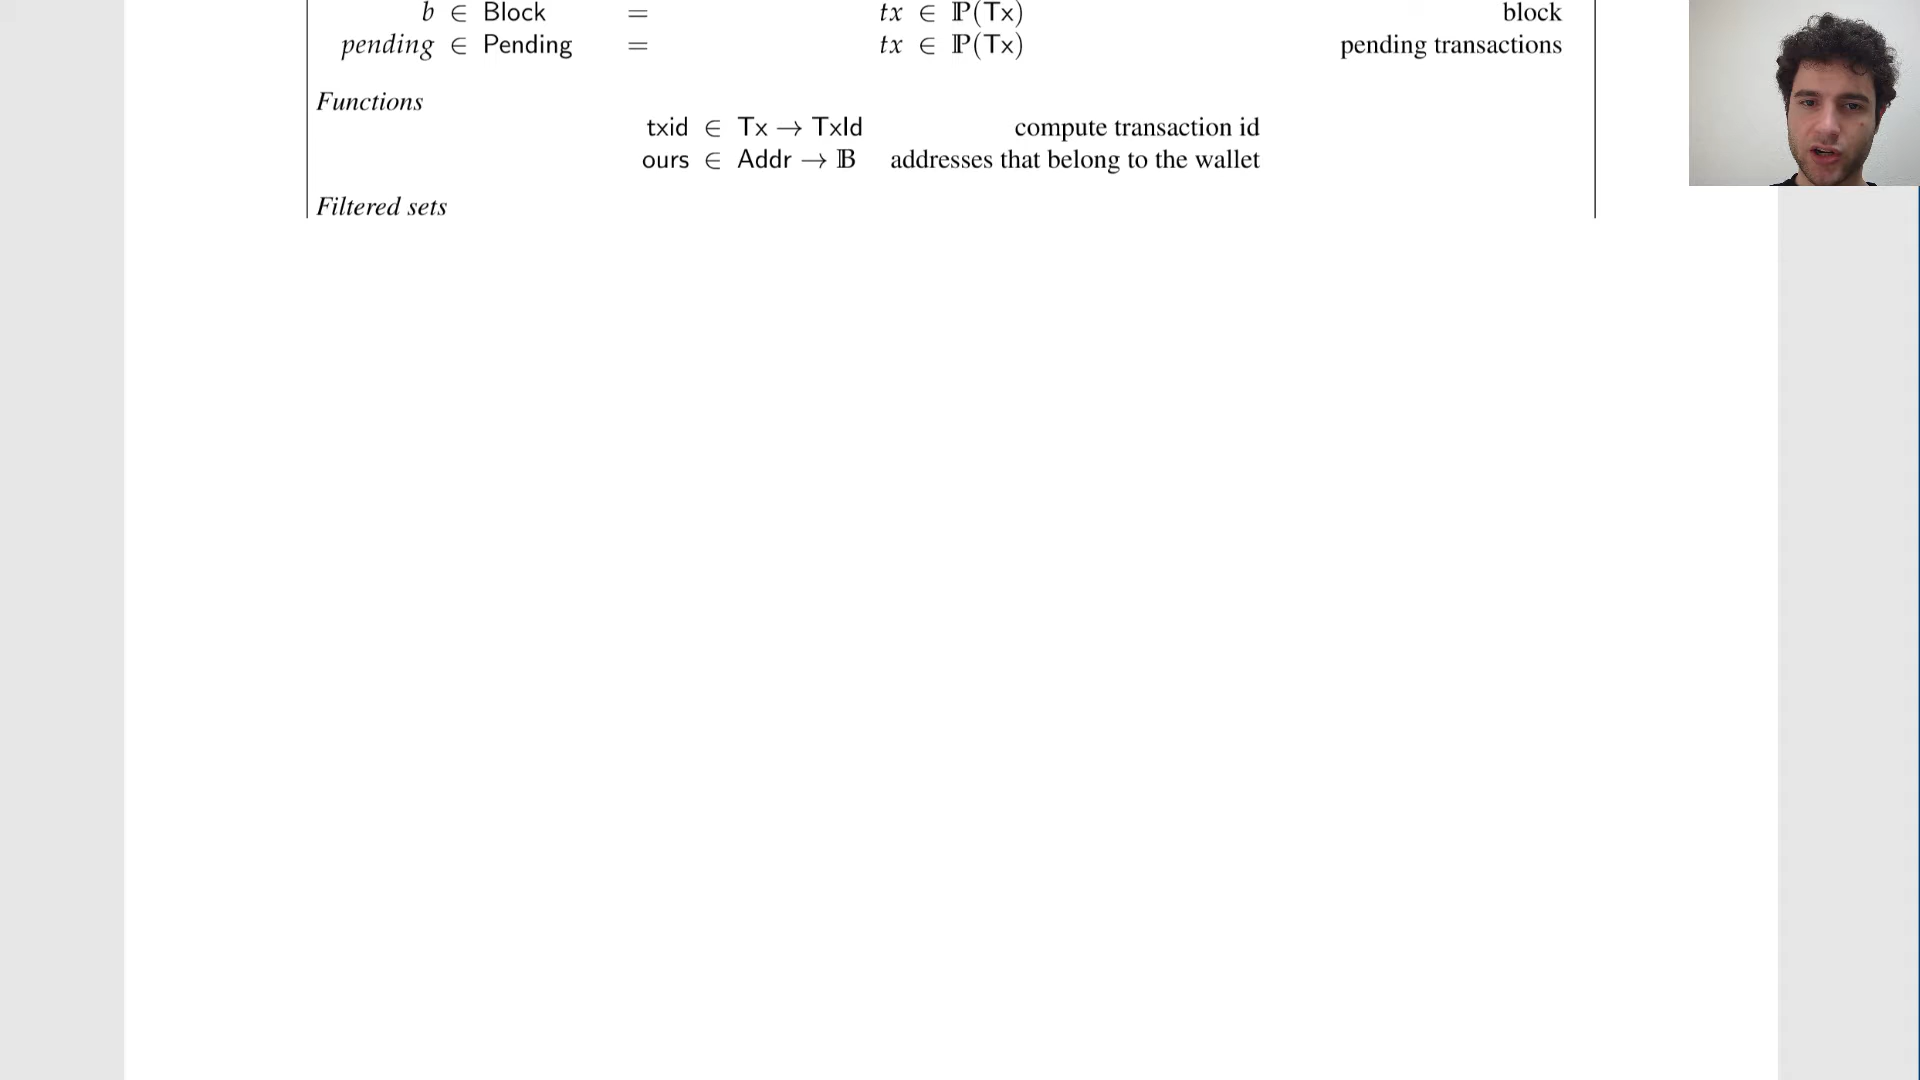 b ∈ Block = tx ∈ ℙ(Tx) block
pending ∈ Pending = tx ∈ ℙ(Tx) pending transactions
Functions
txid ∈ Tx → TxId compute transaction id
ours ∈ Addr → 𝔹 addresses that belong to the wallet
Filtered sets